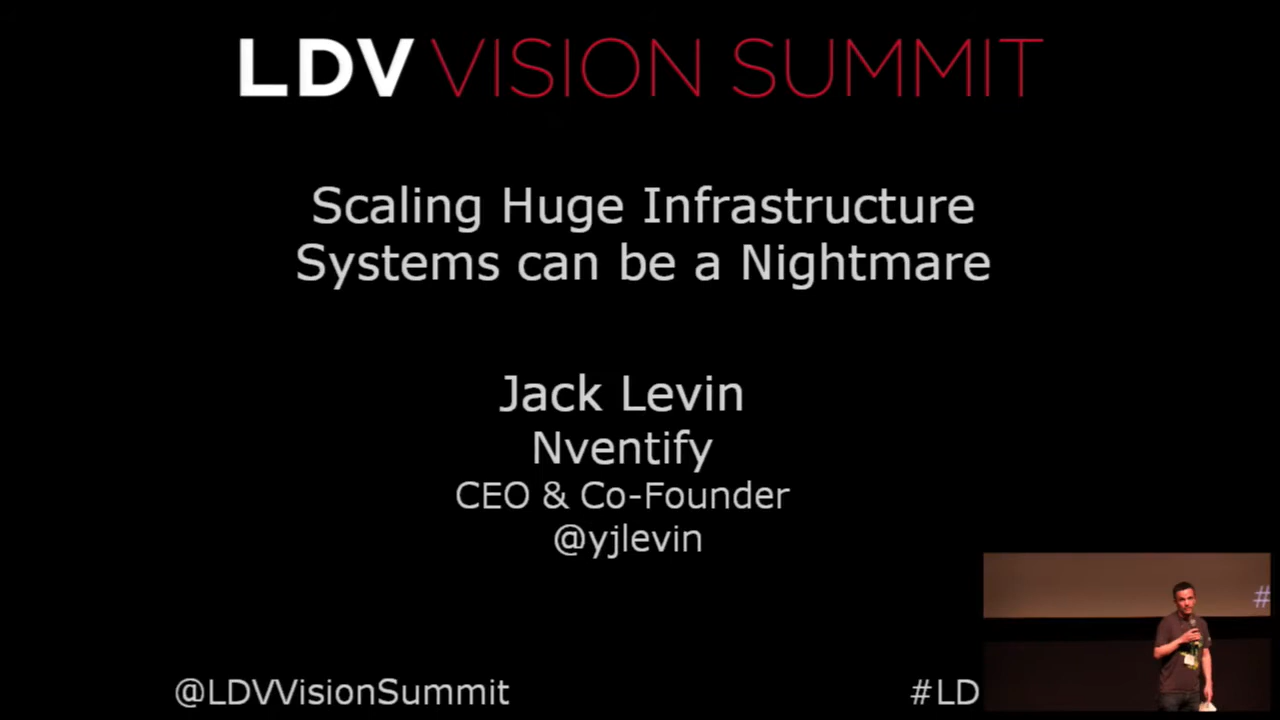 LDV VISION SUMMIT
Scaling Huge Infrastructure
Systems can be a Nightmare
Jack Levin
Nventify
CEO & Co-Founder
@yjlevin
#
@LDVVisionSummit #LD